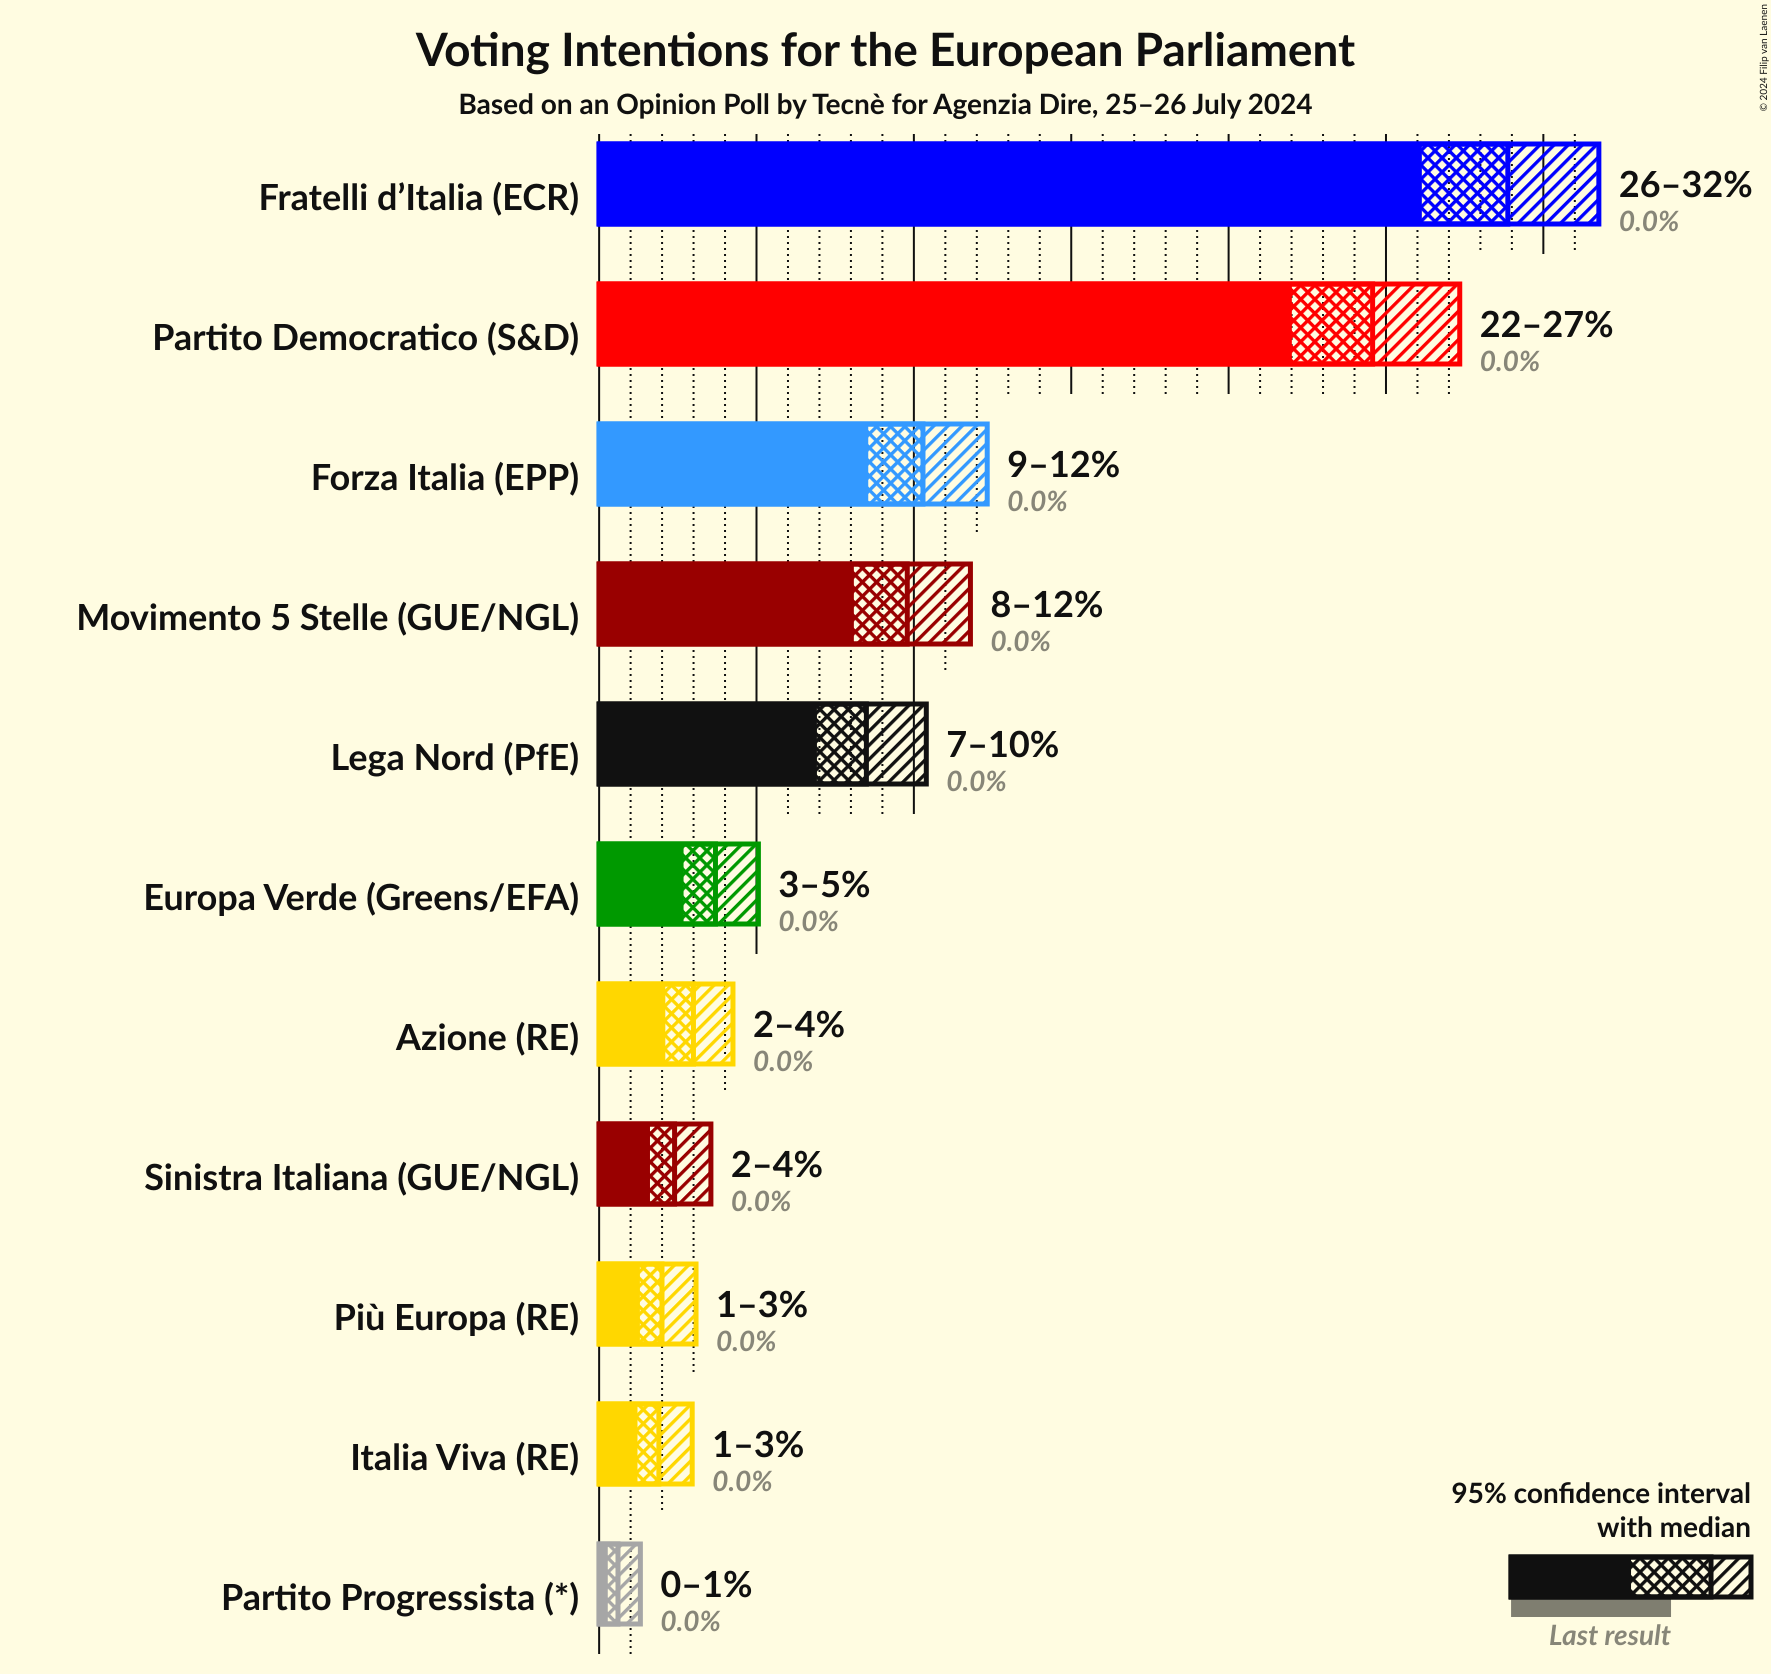 Voting Intentions for the European Parliament
Based on an Opinion Poll by Tecnè for Agenzia Dire, 25–26 July 2024
© 2024 Filip van Laenen
Fratelli d’Italia (ECR)
26–32%
0.0%
Partito Democratico (S&D)
22–27%
0.0%
Forza Italia (EPP)
9–12%
0.0%
Movimento 5 Stelle (GUE/NGL)
8–12%
0.0%
Lega Nord (PfE)
7–10%
0.0%
Europa Verde (Greens/EFA)
3–5%
0.0%
Azione (RE)
2–4%
0.0%
Sinistra Italiana (GUE/NGL)
2–4%
0.0%
Più Europa (RE)
1–3%
0.0%
Italia Viva (RE)
1–3%
0.0%
Partito Progressista (*)
0–1%
0.0%
95% confidence interval
with median
Last result